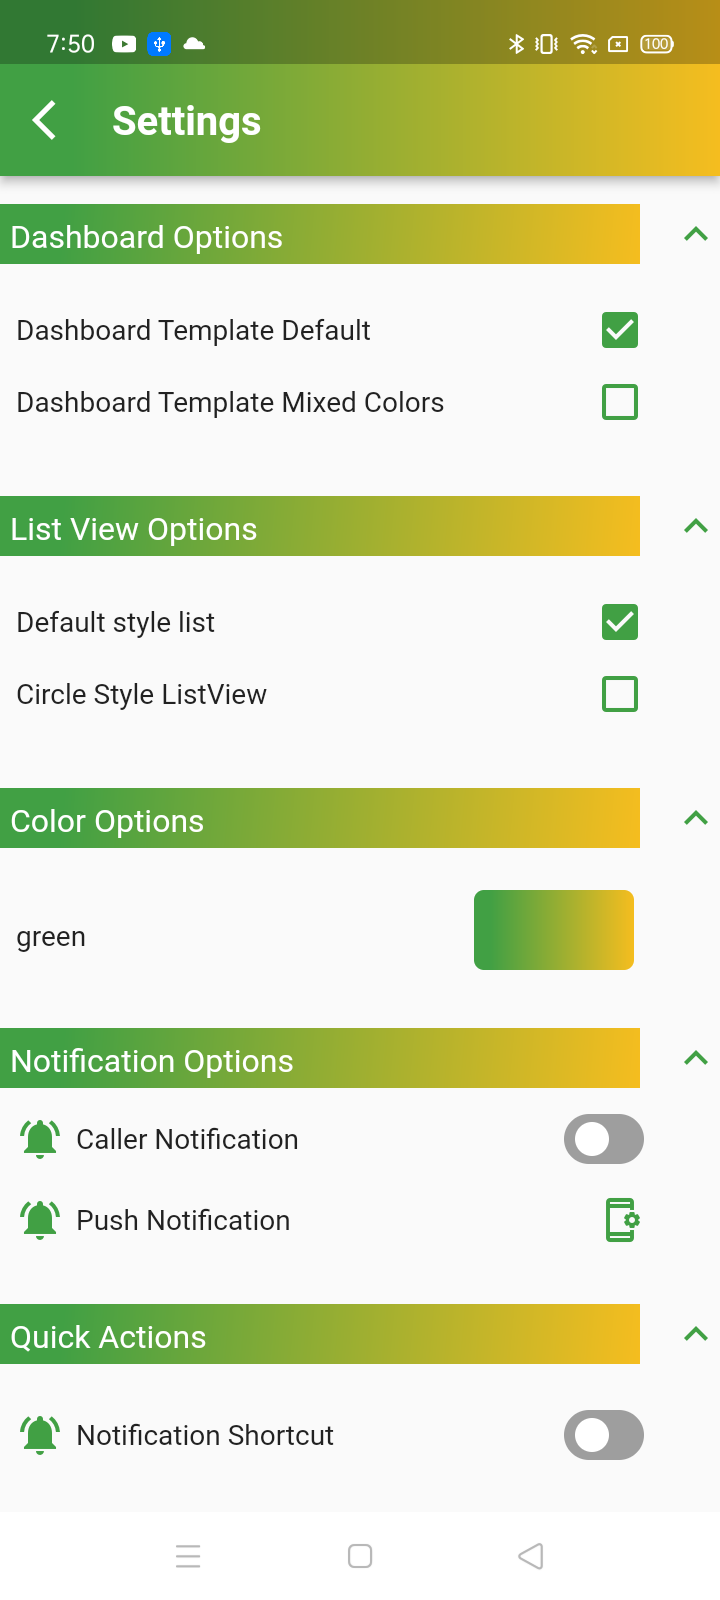 7:50
100
Settings
Dashboard Options
Dashboard Template Default
Dashboard Template Mixed Colors
List View Options
Default style list
Circle Style ListView
Color Options
green
Notification Options
Caller Notification
Push Notification
Quick Actions
Notification Shortcut